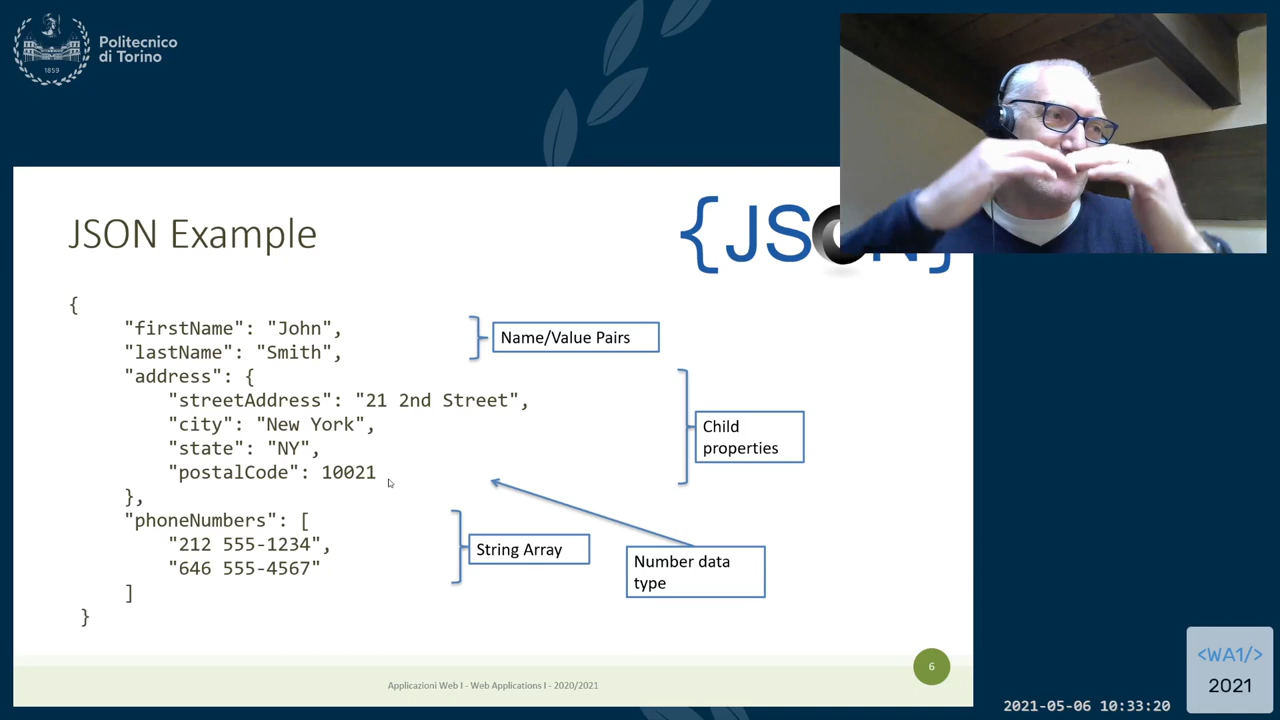 Politecnico
di Torino
1859
JSON Example
{JSON}
{
"firstName": "John",
"lastName": "Smith",
"address": {
"streetAddress": "21 2nd Street",
"city": "New York",
"state": "NY",
"postalCode": 10021
},
"phoneNumbers": [
"212 555-1234",
"646 555-4567"
]
}
Name/Value Pairs
Child
properties
String Array
Number data
type
Applicazioni Web I - Web Applications I - 2020/2021
6
<WA1/>
2021
2021-05-06 10:33:20